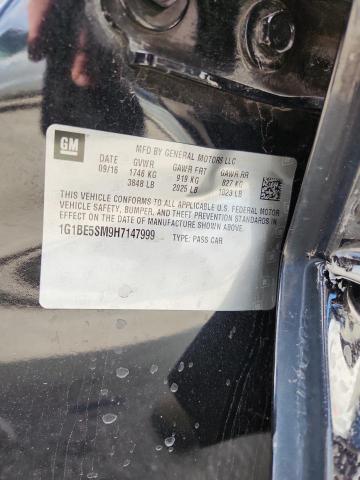 GM
MFD BY GENERAL MOTORS LLC
DATE GVWR GAWR FRT GAWR RR
09/16 1746 KG 919 KG 827 KG
3848 LB 2025 LB 1823 LB
THIS VEHICLE CONFORMS TO ALL APPLICABLE U.S. FEDERAL MOTOR
VEHICLE SAFETY, BUMPER, AND THEFT PREVENTION STANDARDS IN
EFFECT ON THE DATE OF MANUFACTURE SHOWN ABOVE.
1G1BE5SM9H7147999 TYPE: PASS CAR